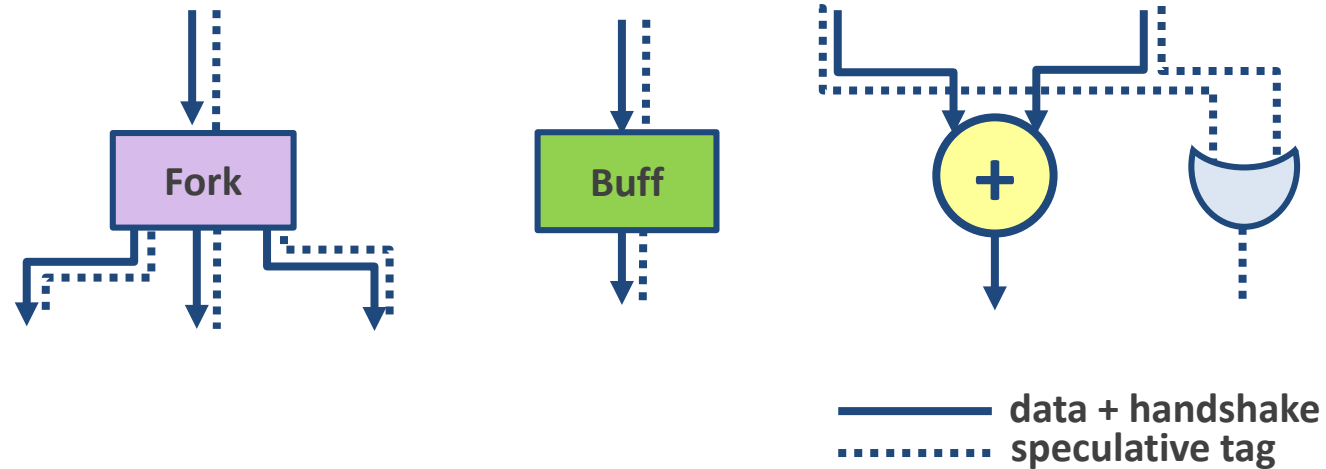 Fork
Buff
+
data + handshake
speculative tag